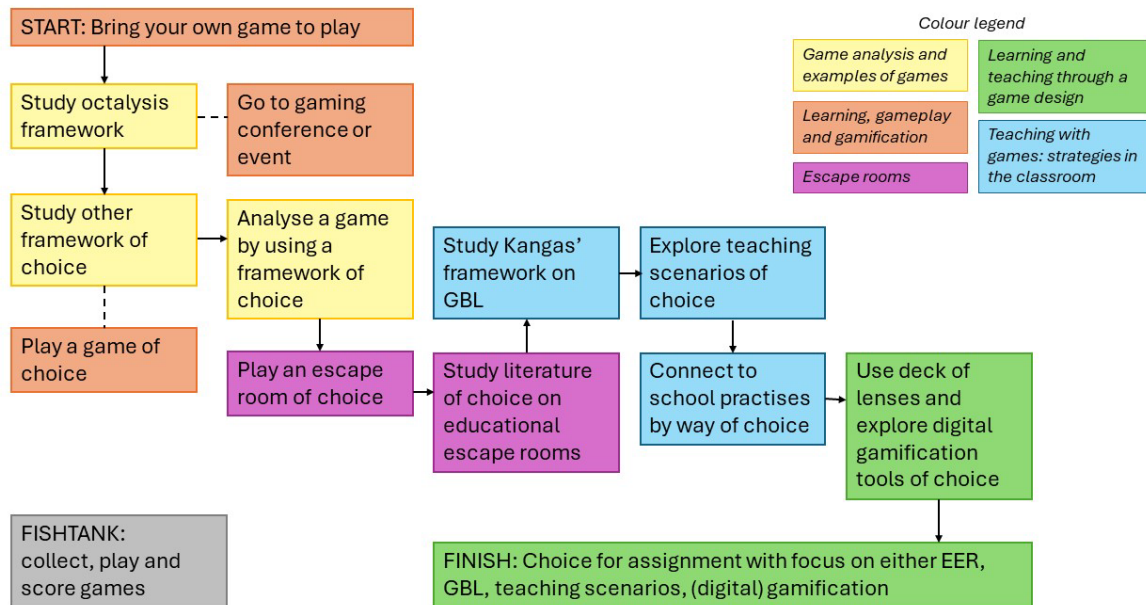 START: Bring your own game to play
Colour legend
Game analysis and
examples of games
Learning and
teaching through a
game design
Learning, gameplay
and gamification
Teaching with
games: strategies in
the classroom
Escape rooms
Study octalysis
framework
Go to gaming
conference or
event
Study other
framework of
choice
Analyse a game
by using a
framework of
choice
Study Kangas’
framework on
GBL
Explore teaching
scenarios of
choice
Play a game of
choice
Play an escape
room of choice
Study literature
of choice on
educational
escape rooms
Connect to
school practises
by way of choice
Use deck of
lenses and
explore digital
gamification
tools of choice
FISHTANK:
collect, play and
score games
FINISH: Choice for assignment with focus on either EER,
GBL, teaching scenarios, (digital) gamification